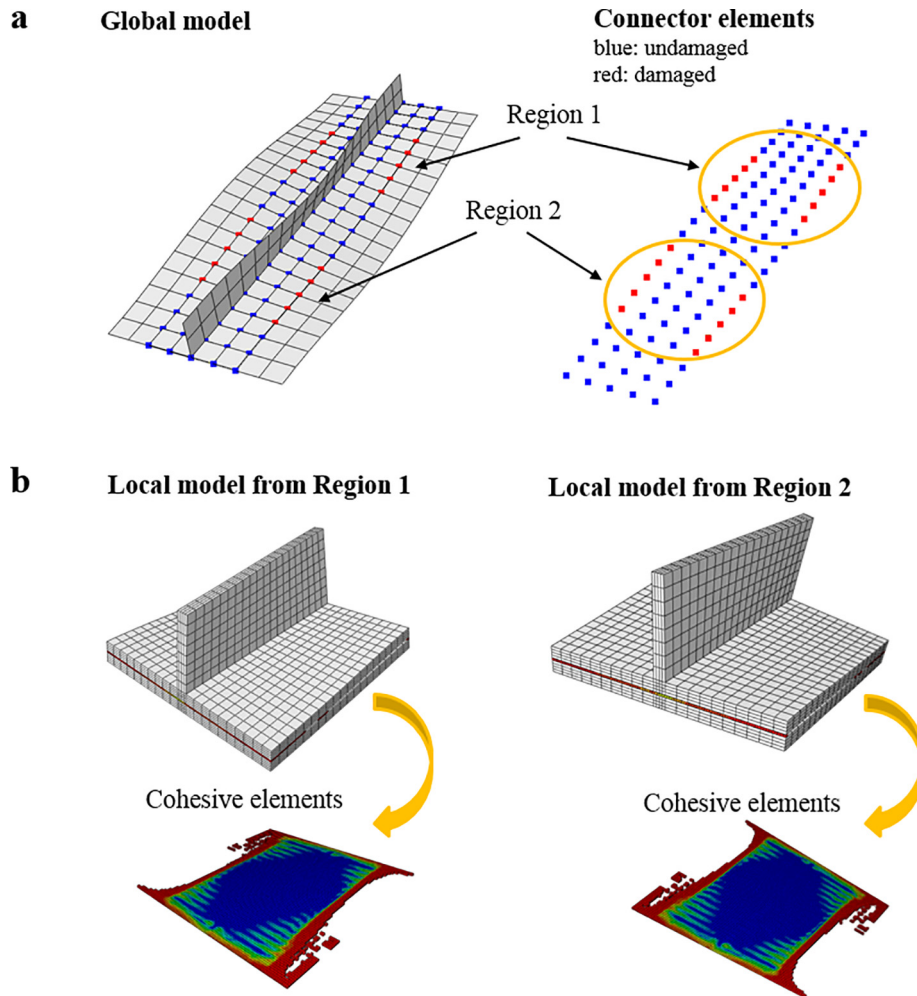 a
Global model
Connector elements
blue: undamaged
red: damaged
Region 1
Region 2
b
Local model from Region 1
Local model from Region 2
Cohesive elements
Cohesive elements